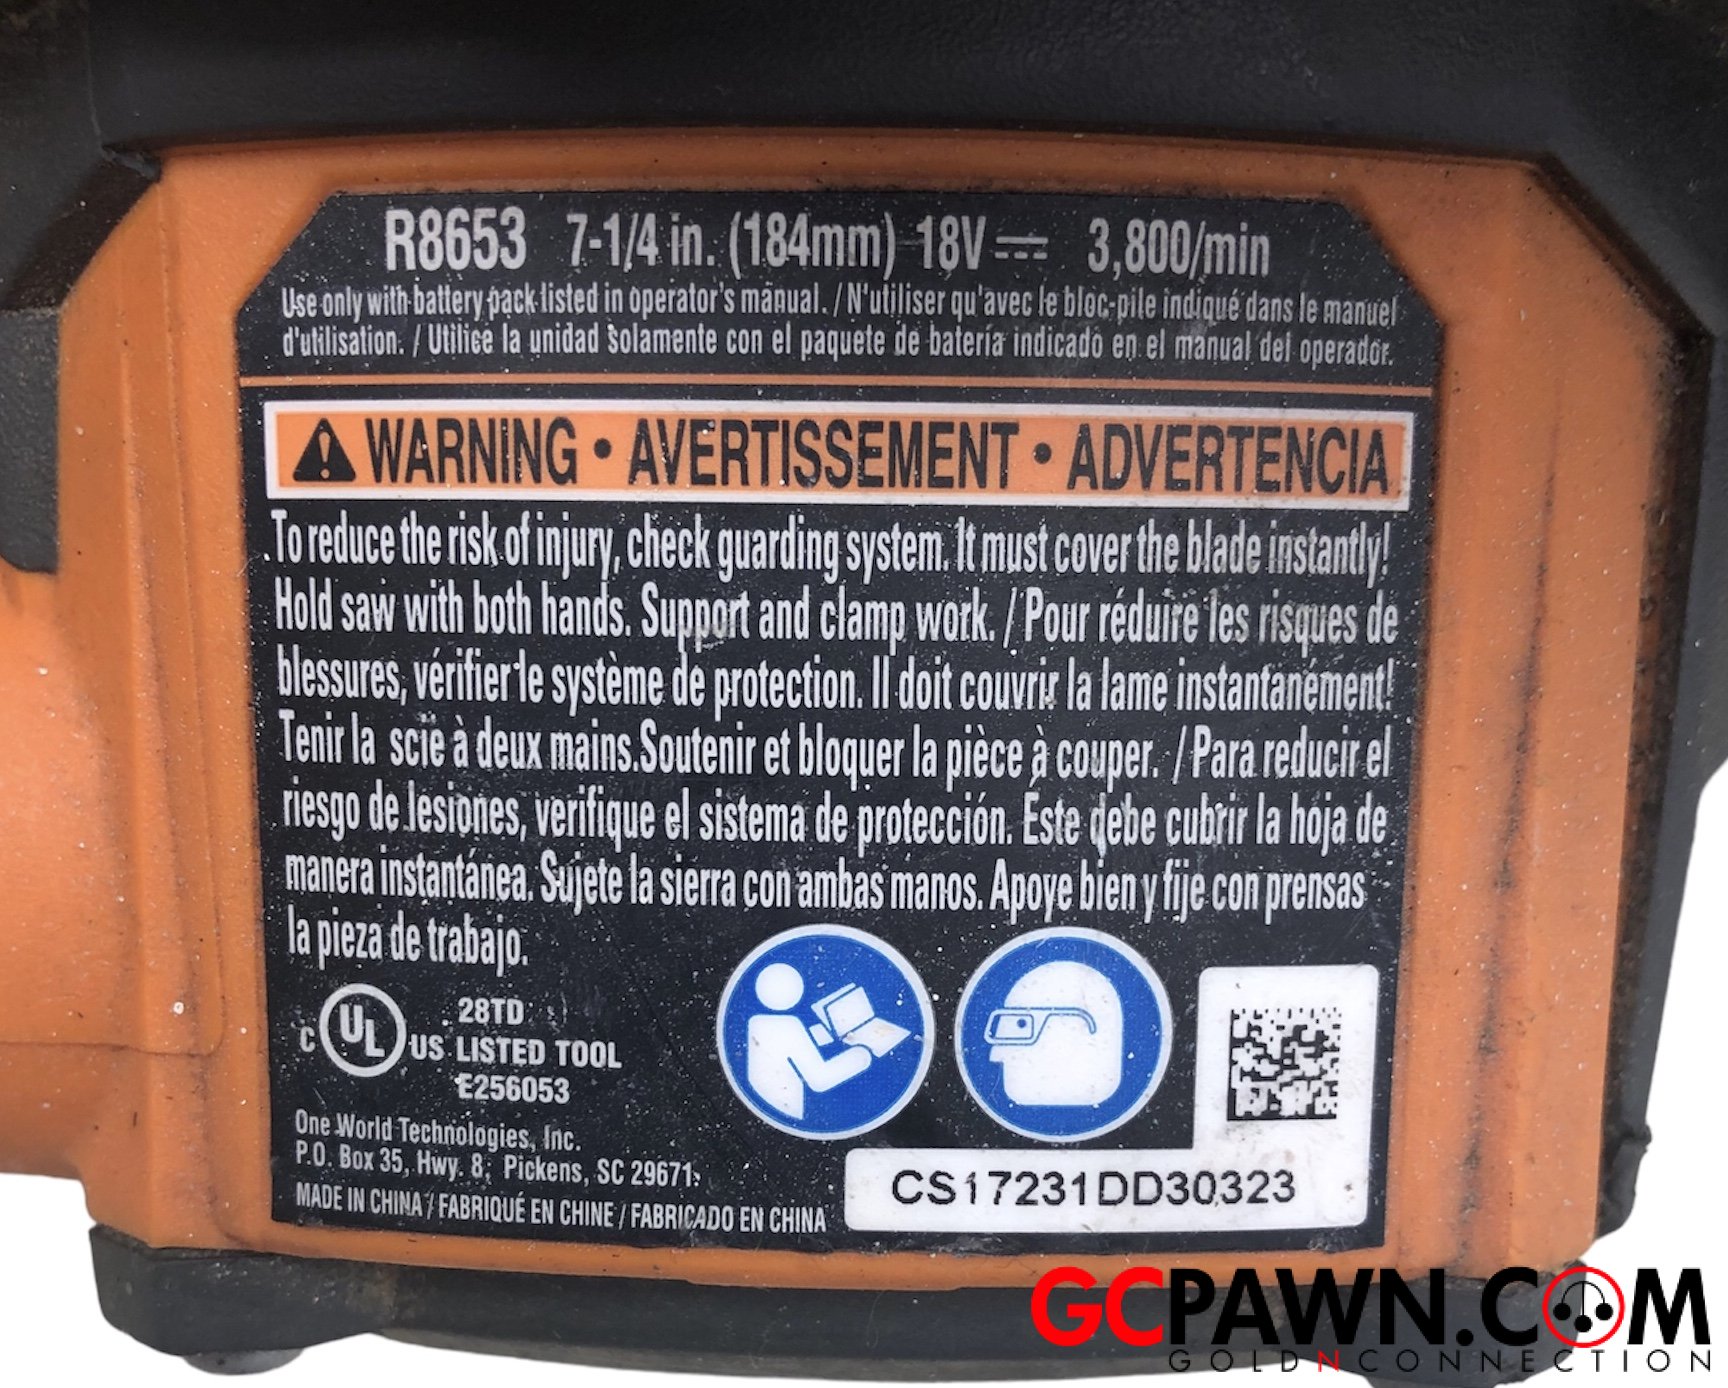 R8653 7-1/4 in. (184mm) 18V ⎓ 3,800/min
Use only with battery pack listed in operator's manual. / N'utiliser qu'avec le bloc-pile indiqué dans le manuel
d'utilisation. / Utilice la unidad solamente con el paquete de batería indicado en el manual del operador.
⚠ WARNING • AVERTISSEMENT • ADVERTENCIA
To reduce the risk of injury, check guarding system. It must cover the blade instantly!
Hold saw with both hands. Support and clamp work. / Pour réduire les risques de
blessures, vérifier le système de protection. Il doit couvrir la lame instantanément!
Tenir la scie à deux mains. Soutenir et bloquer la pièce à couper. / Para reducir el
riesgo de lesiones, verifique el sistema de protección. Éste debe cubrir la hoja de
manera instantánea. Sujete la sierra con ambas manos. Apoye bien y fije con prensas
la pieza de trabajo.
C UL US
28TD
LISTED TOOL
E256053
One World Technologies, Inc.
P.O. Box 35, Hwy. 8, Pickens, SC 29671
MADE IN CHINA / FABRIQUÉ EN CHINE / FABRICADO EN CHINA
CS17231DD30323
GCPAWN.COM
GOLDNCONNECTION